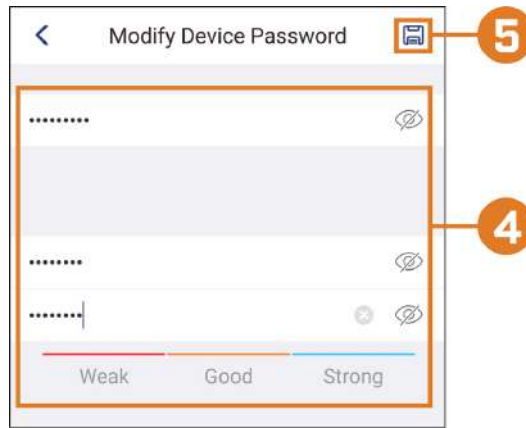 Modify Device Password
5
•••••••••
4
••••••••
••••••••
Weak Good Strong